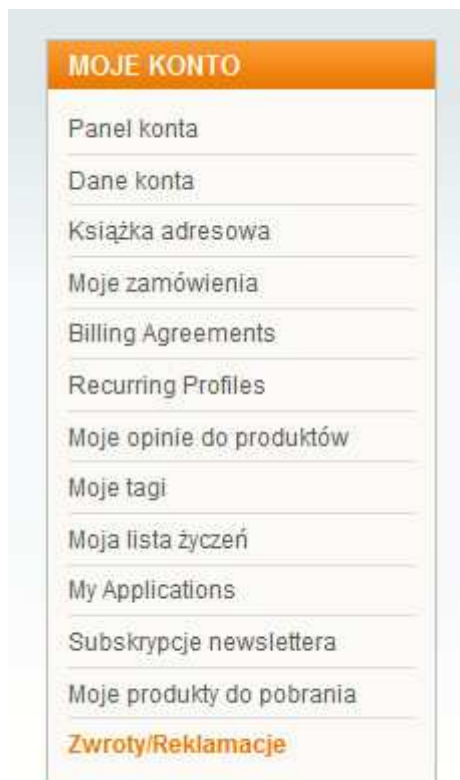 MOJE KONTO
Panel konta
Dane konta
Książka adresowa
Moje zamówienia
Billing Agreements
Recurring Profiles
Moje opinie do produktów
Moje tagi
Moja lista życzeń
My Applications
Subskrypcje newslettera
Moje produkty do pobrania
Zwroty/Reklamacje